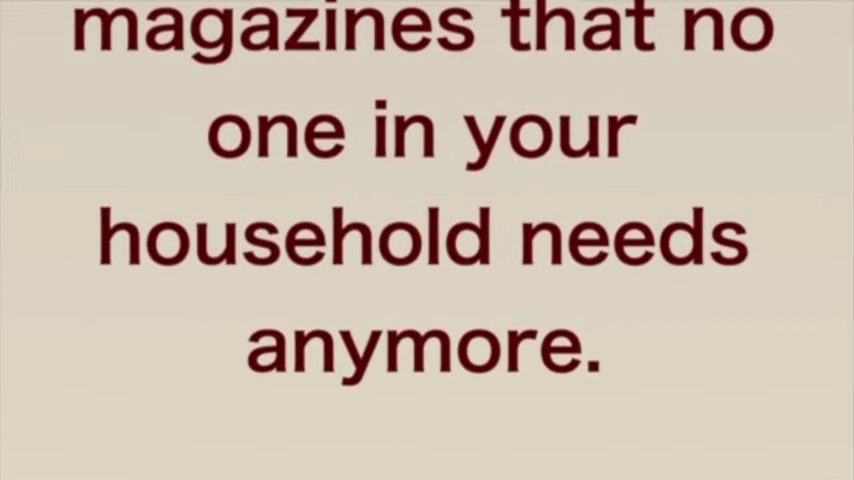 magazines that no
one in your
household needs
anymore.